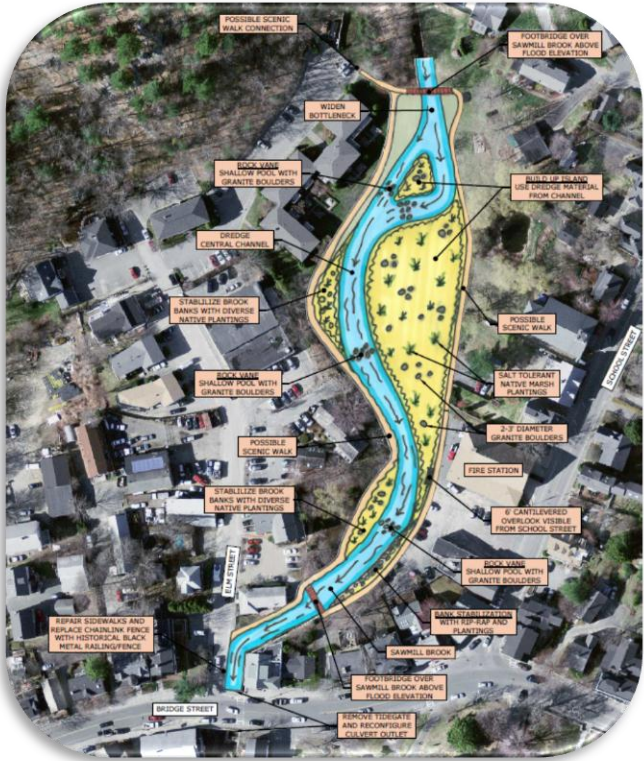 POSSIBLE SCENIC
WALK CONNECTION
FOOTBRIDGE OVER
SAWMILL BROOK ABOVE
FLOOD ELEVATION
WIDEN
BOTTLENECK
ROCK VANE
SHALLOW POOL WITH
GRANITE BOULDERS
BUILD UP ISLAND
USE DREDGE MATERIAL
FROM CHANNEL
DREDGE
CENTRAL CHANNEL
STABLILIZE BROOK
BANKS WITH DIVERSE
NATIVE PLANTINGS
POSSIBLE
SCENIC WALK
SCHOOL STREET
ROCK VANE
SHALLOW POOL WITH
GRANITE BOULDERS
SALT TOLERANT
NATIVE MARSH
PLANTINGS
2-3' DIAMETER
GRANITE BOULDERS
POSSIBLE
SCENIC WALK
FIRE STATION
STABLILIZE BROOK
BANKS WITH DIVERSE
NATIVE PLANTINGS
6' CANTILEVERED
OVERLOOK VISIBLE
FROM SCHOOL STREET
ELM STREET
ROCK VANE
SHALLOW POOL WITH
GRANITE BOULDERS
REPAIR SIDEWALKS AND
REPLACE CHAINLINK FENCE
WITH HISTORICAL BLACK
METAL RAILING/FENCE
BANK STABILIZATION
WITH RIP-RAP AND
PLANTINGS
SAWMILL BROOK
FOOTBRIDGE OVER
SAWMILL BROOK ABOVE
FLOOD ELEVATION
BRIDGE STREET
REMOVE TIDEGATE
AND RECONFIGURE
CULVERT OUTLET